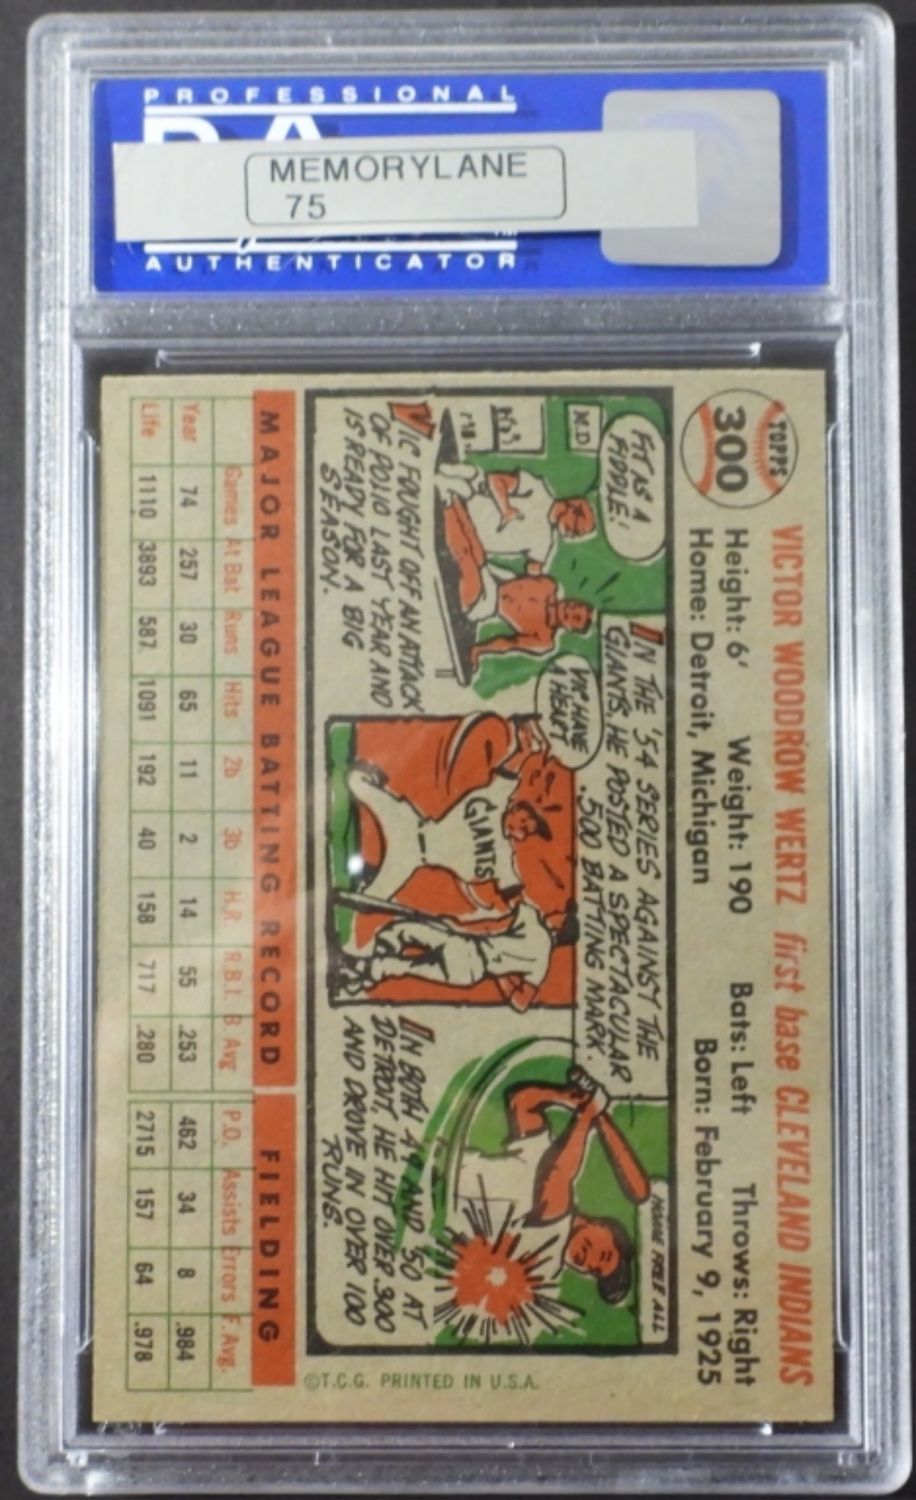 PROFESSIONAL
MEMORYLANE
75
AUTHENTICATOR
TOPPS
300
VICTOR WOODROW WERTZ first base CLEVELAND INDIANS
Height: 6' Weight: 190 Bats: Left Throws: Right
Home: Detroit, Michigan Born: February 9, 1925
FIT AS A
FIDDLE!
M.D
VIC FOUGHT OFF AN ATTACK
OF POLIO LAST YEAR AND
IS READY FOR A BIG
SEASON.
IN THE '54 SERIES AGAINST THE
GIANTS, HE POSTED A SPECTACULAR
.500 BATTING MARK.
VIC HAVE
A HEART
GIANTS
HOME FREE ALL
IN BOTH '49 AND '50 AT
DETROIT, HE HIT OVER .300
AND DROVE IN OVER 100
RUNS.
MAJOR LEAGUE BATTING RECORD FIELDING
Games At Bat Runs Hits 2b 3b H.R. R.B.I. B. Avg P.O. Assists Errors F. Avg.
Year 74 257 30 65 11 2 14 55 .253 462 34 8 .984
Life 1110 3893 587. 1091 192 40 158 717 .280 2715 157 64 .978
©T.C.G. PRINTED IN U.S.A.